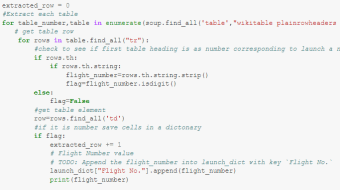 extracted_row = 0
#Extract each table
for table_number,table in enumerate(soup.find_all('table',"wikitable plainrowheaders
# get table row
for rows in table.find_all("tr"):
#check to see if first table heading is as number corresponding to launch a n
if rows.th:
if rows.th.string:
flight_number=rows.th.string.strip()
flag=flight_number.isdigit()
else:
flag=False
#get table element
row=rows.find_all('td')
#if it is number save cells in a dictonary
if flag:
extracted_row += 1
# Flight Number value
# TODO: Append the flight_number into launch_dict with key `Flight No.`
launch_dict["Flight No."].append(flight_number)
print(flight_number)